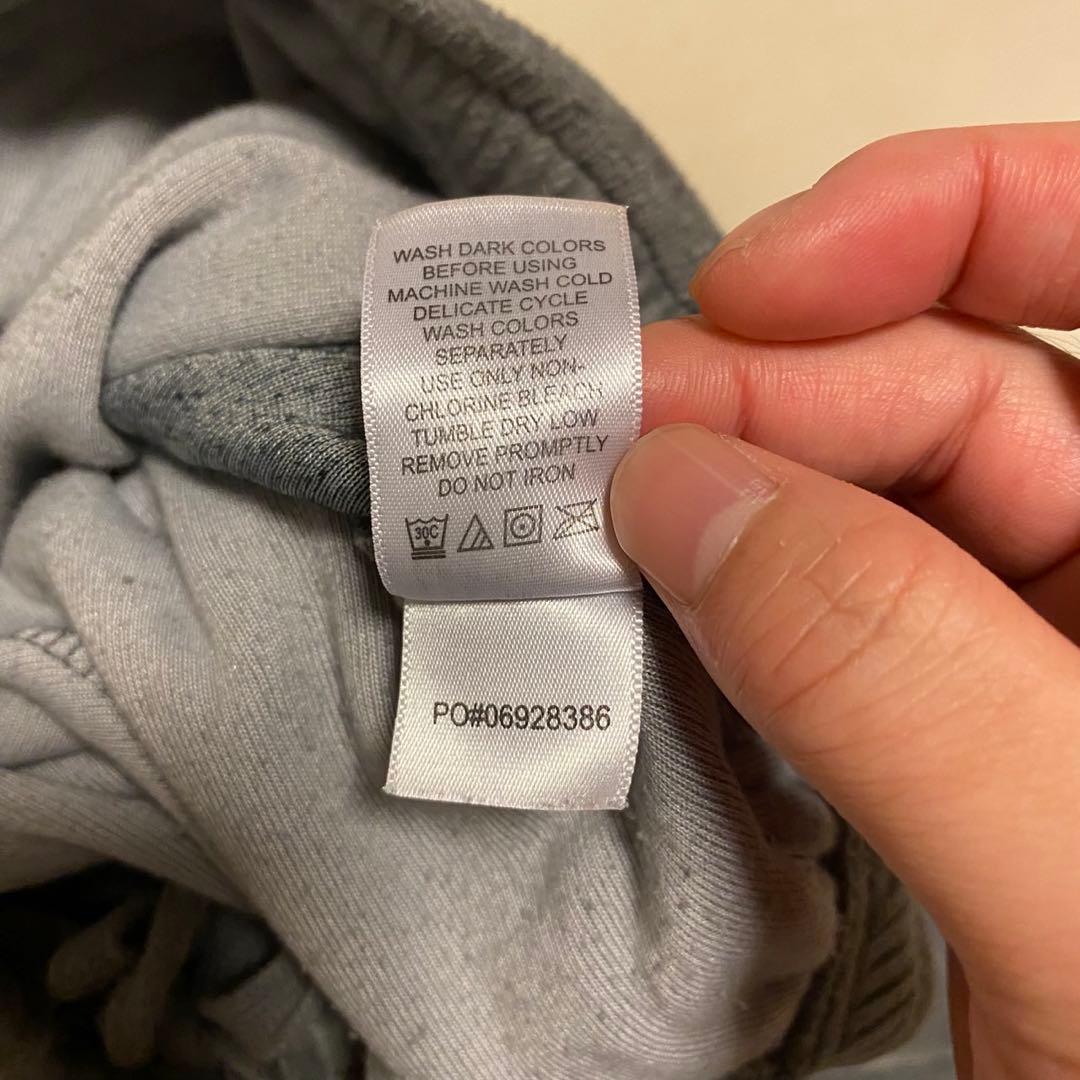 WASH DARK COLORS
BEFORE USING
MACHINE WASH COLD
DELICATE CYCLE
WASH COLORS
SEPARATELY
USE ONLY NON-
CHLORINE BLEACH
TUMBLE DRY LOW
REMOVE PROMPTLY
DO NOT IRON
30C
PO#06928386